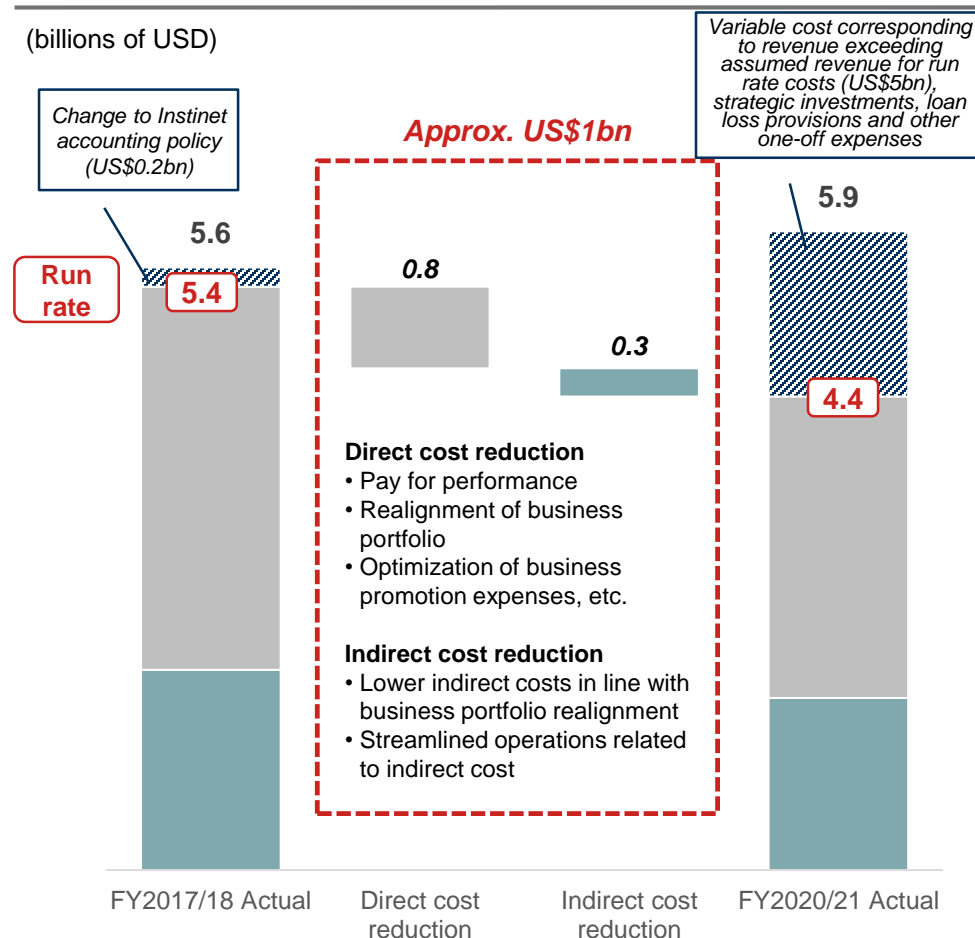 (billions of USD)
Variable cost corresponding
to revenue exceeding
assumed revenue for run
rate costs (US$5bn),
strategic investments, loan
loss provisions and other
one-off expenses
Change to Instinet
accounting policy
(US$0.2bn)
Approx. US$1bn
5.6
5.9
Run
rate
5.4
0.8
0.3
4.4
Direct cost reduction
• Pay for performance
• Realignment of business
portfolio
• Optimization of business
promotion expenses, etc.
Indirect cost reduction
• Lower indirect costs in line with
business portfolio realignment
• Streamlined operations related
to indirect cost
FY2017/18 Actual
Direct cost
reduction
Indirect cost
reduction
FY2020/21 Actual